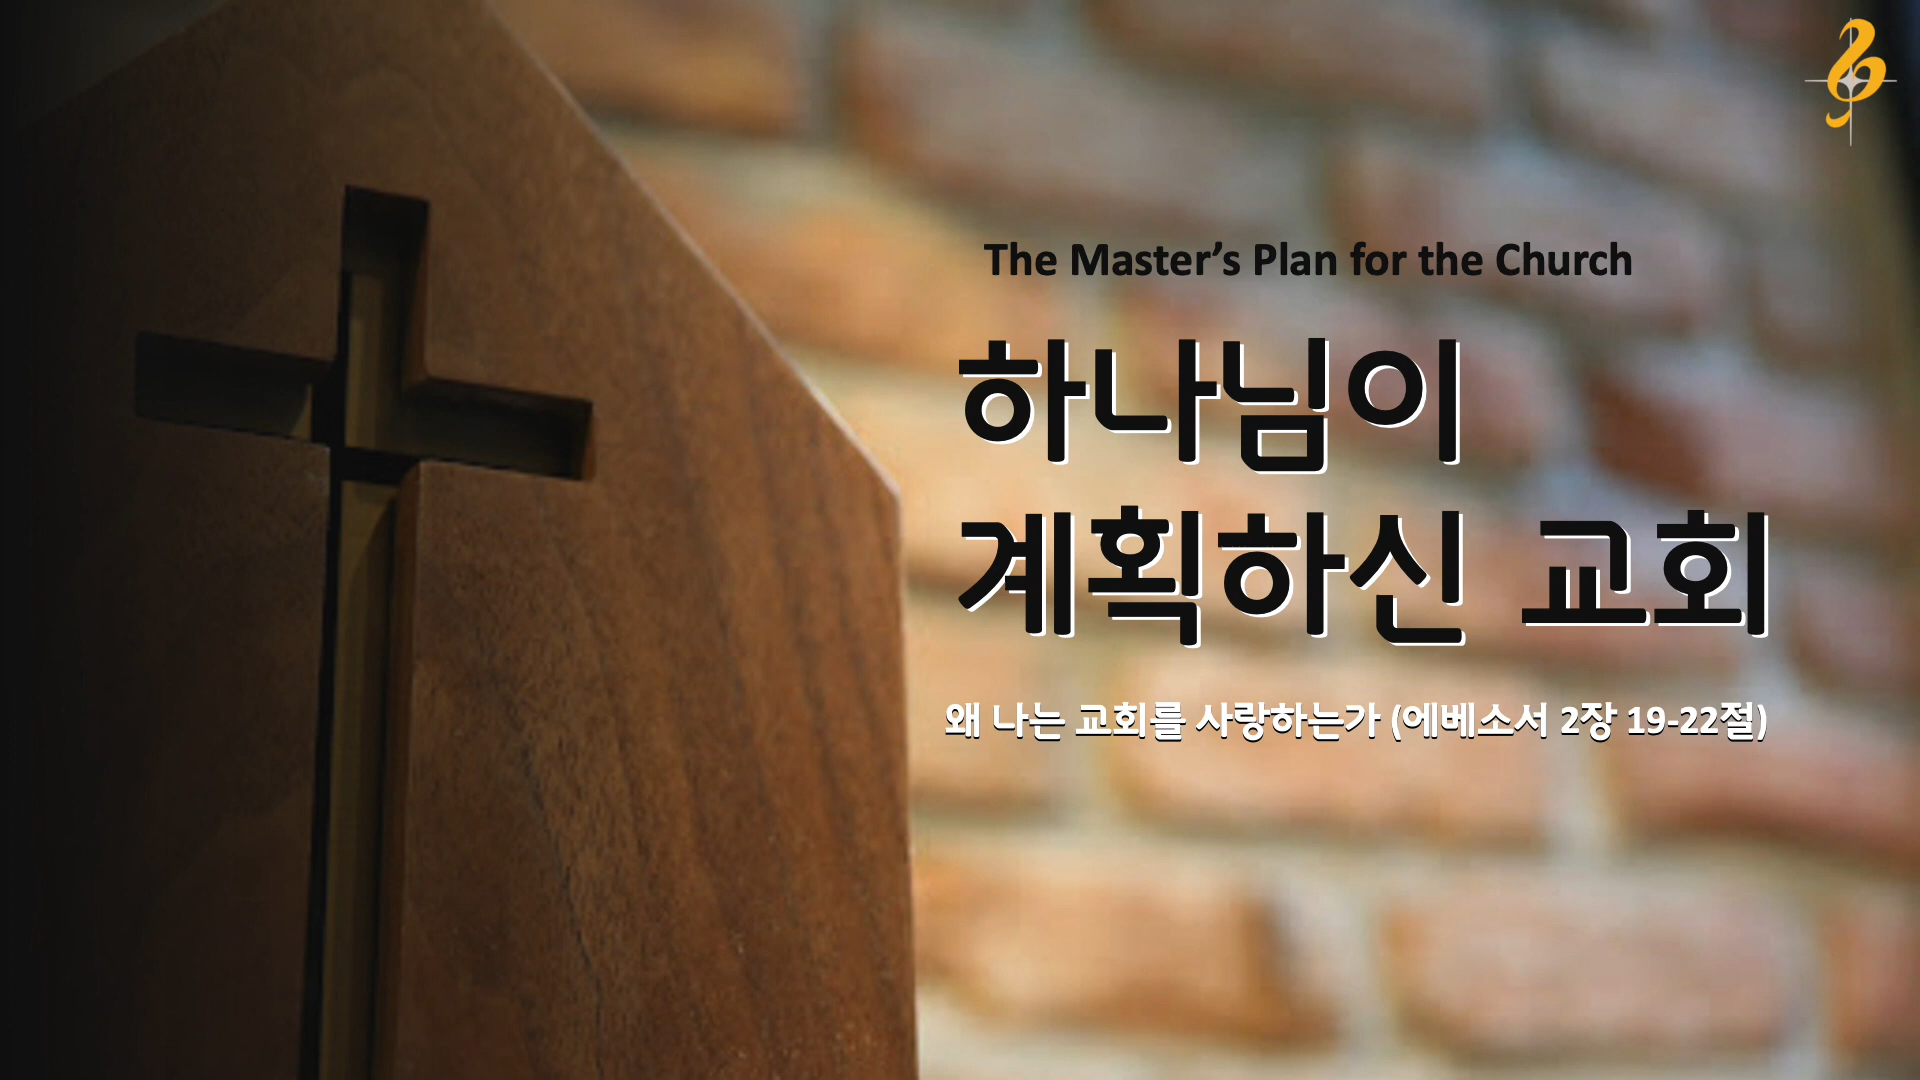 The Master’s Plan for the Church
하나님이
계획하신 교회
왜 나는 교회를 사랑하는가 (에베소서 2장 19-22절)